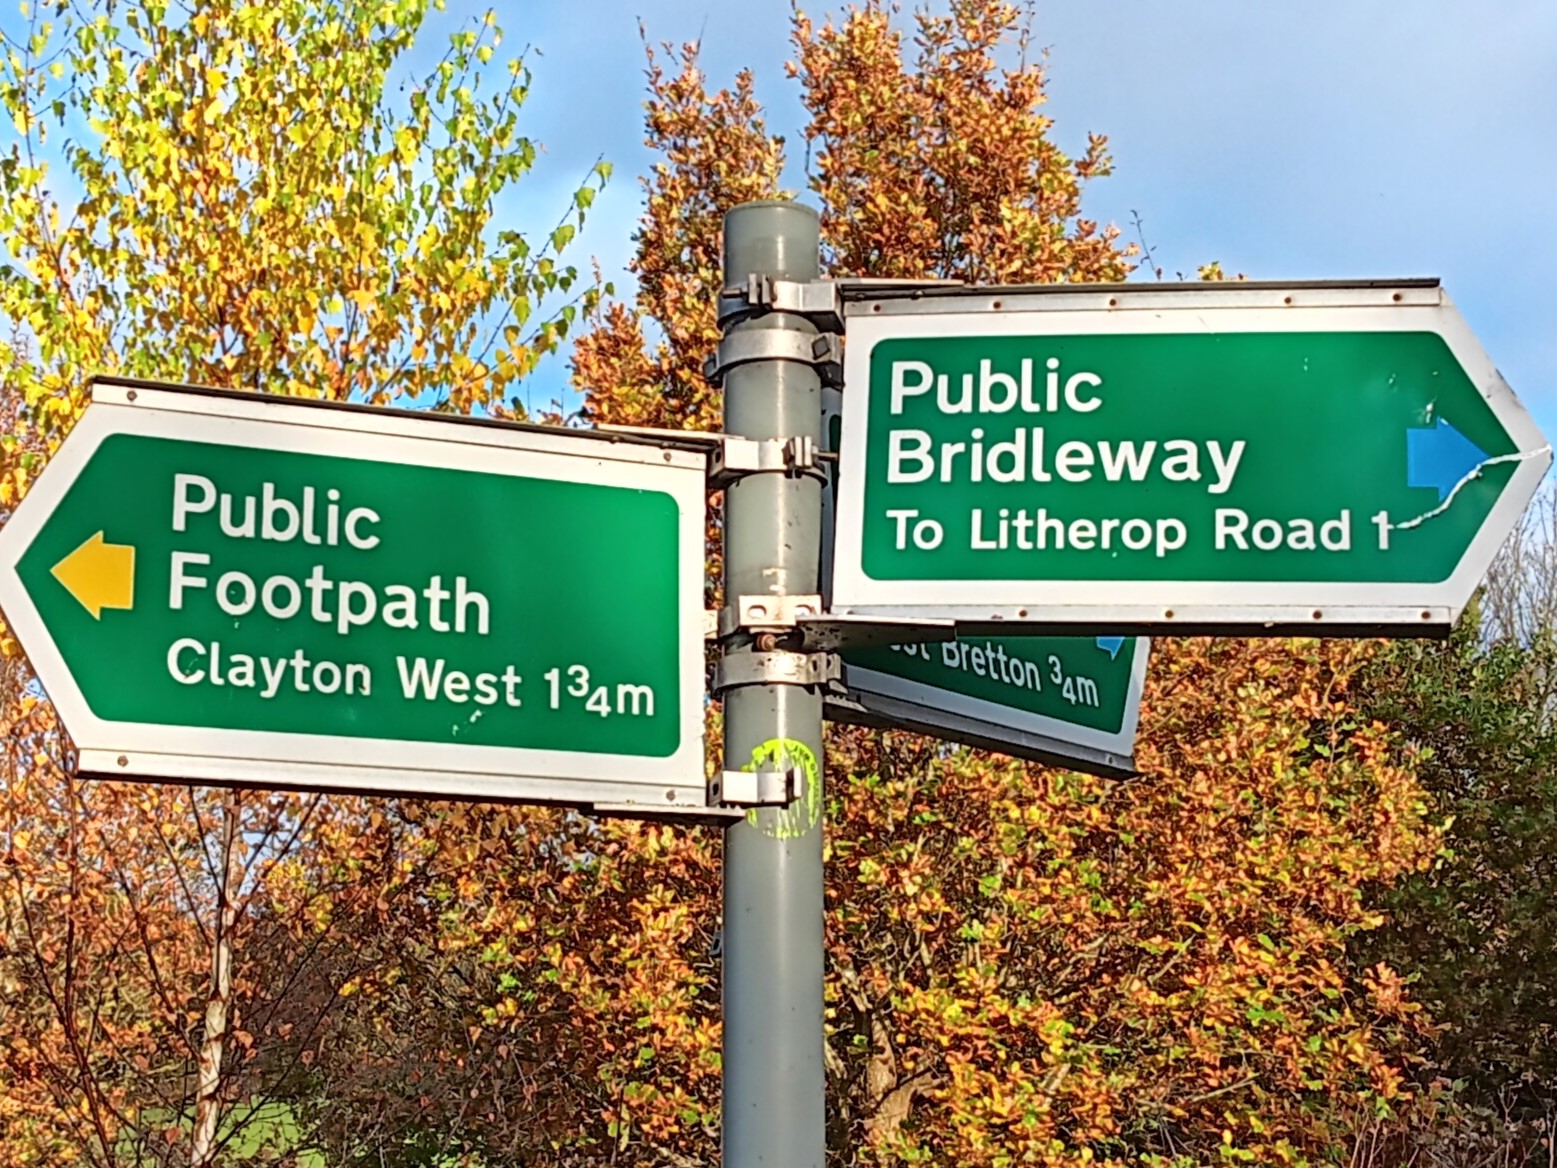 Public
Footpath
Clayton West 1¾m
Public
Bridleway
To Litherop Road 1
Bretton ¾m